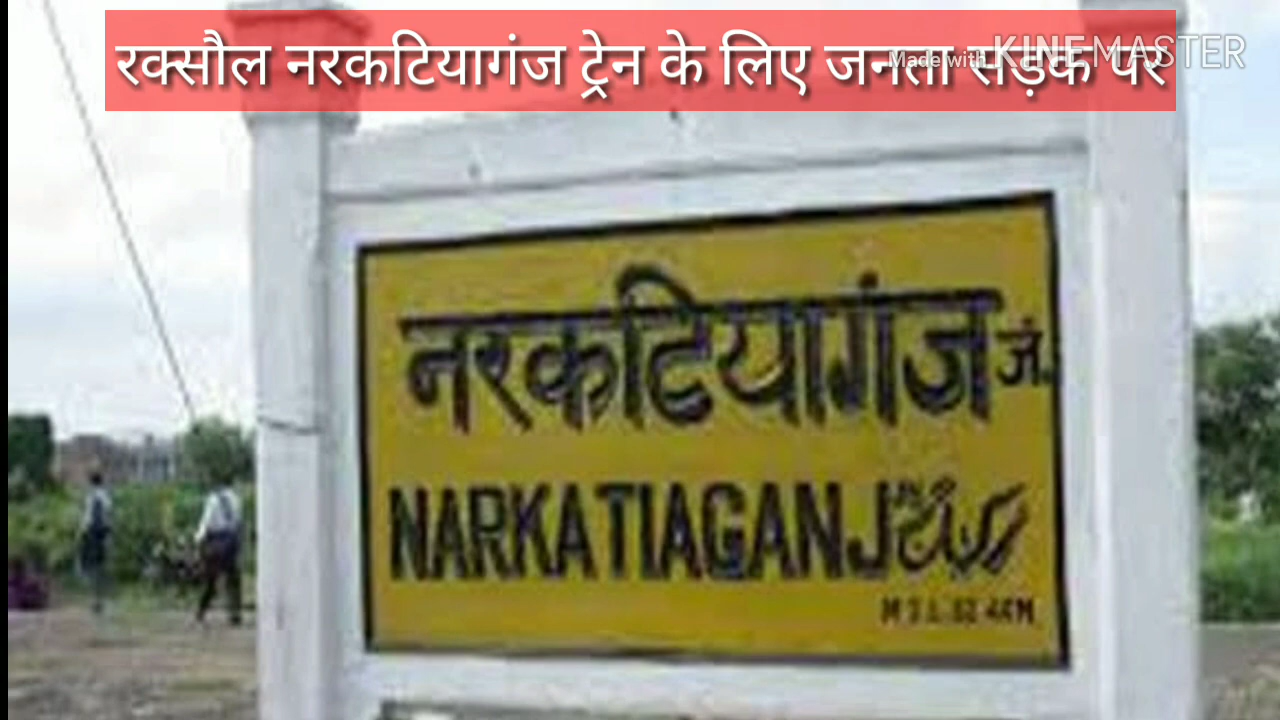 रक्सौल नरकटियागंज ट्रेन के लिए जनता सड़क पर
Made with KINEMASTER
नरकटियागंज जं.
NARKATIAGANJ